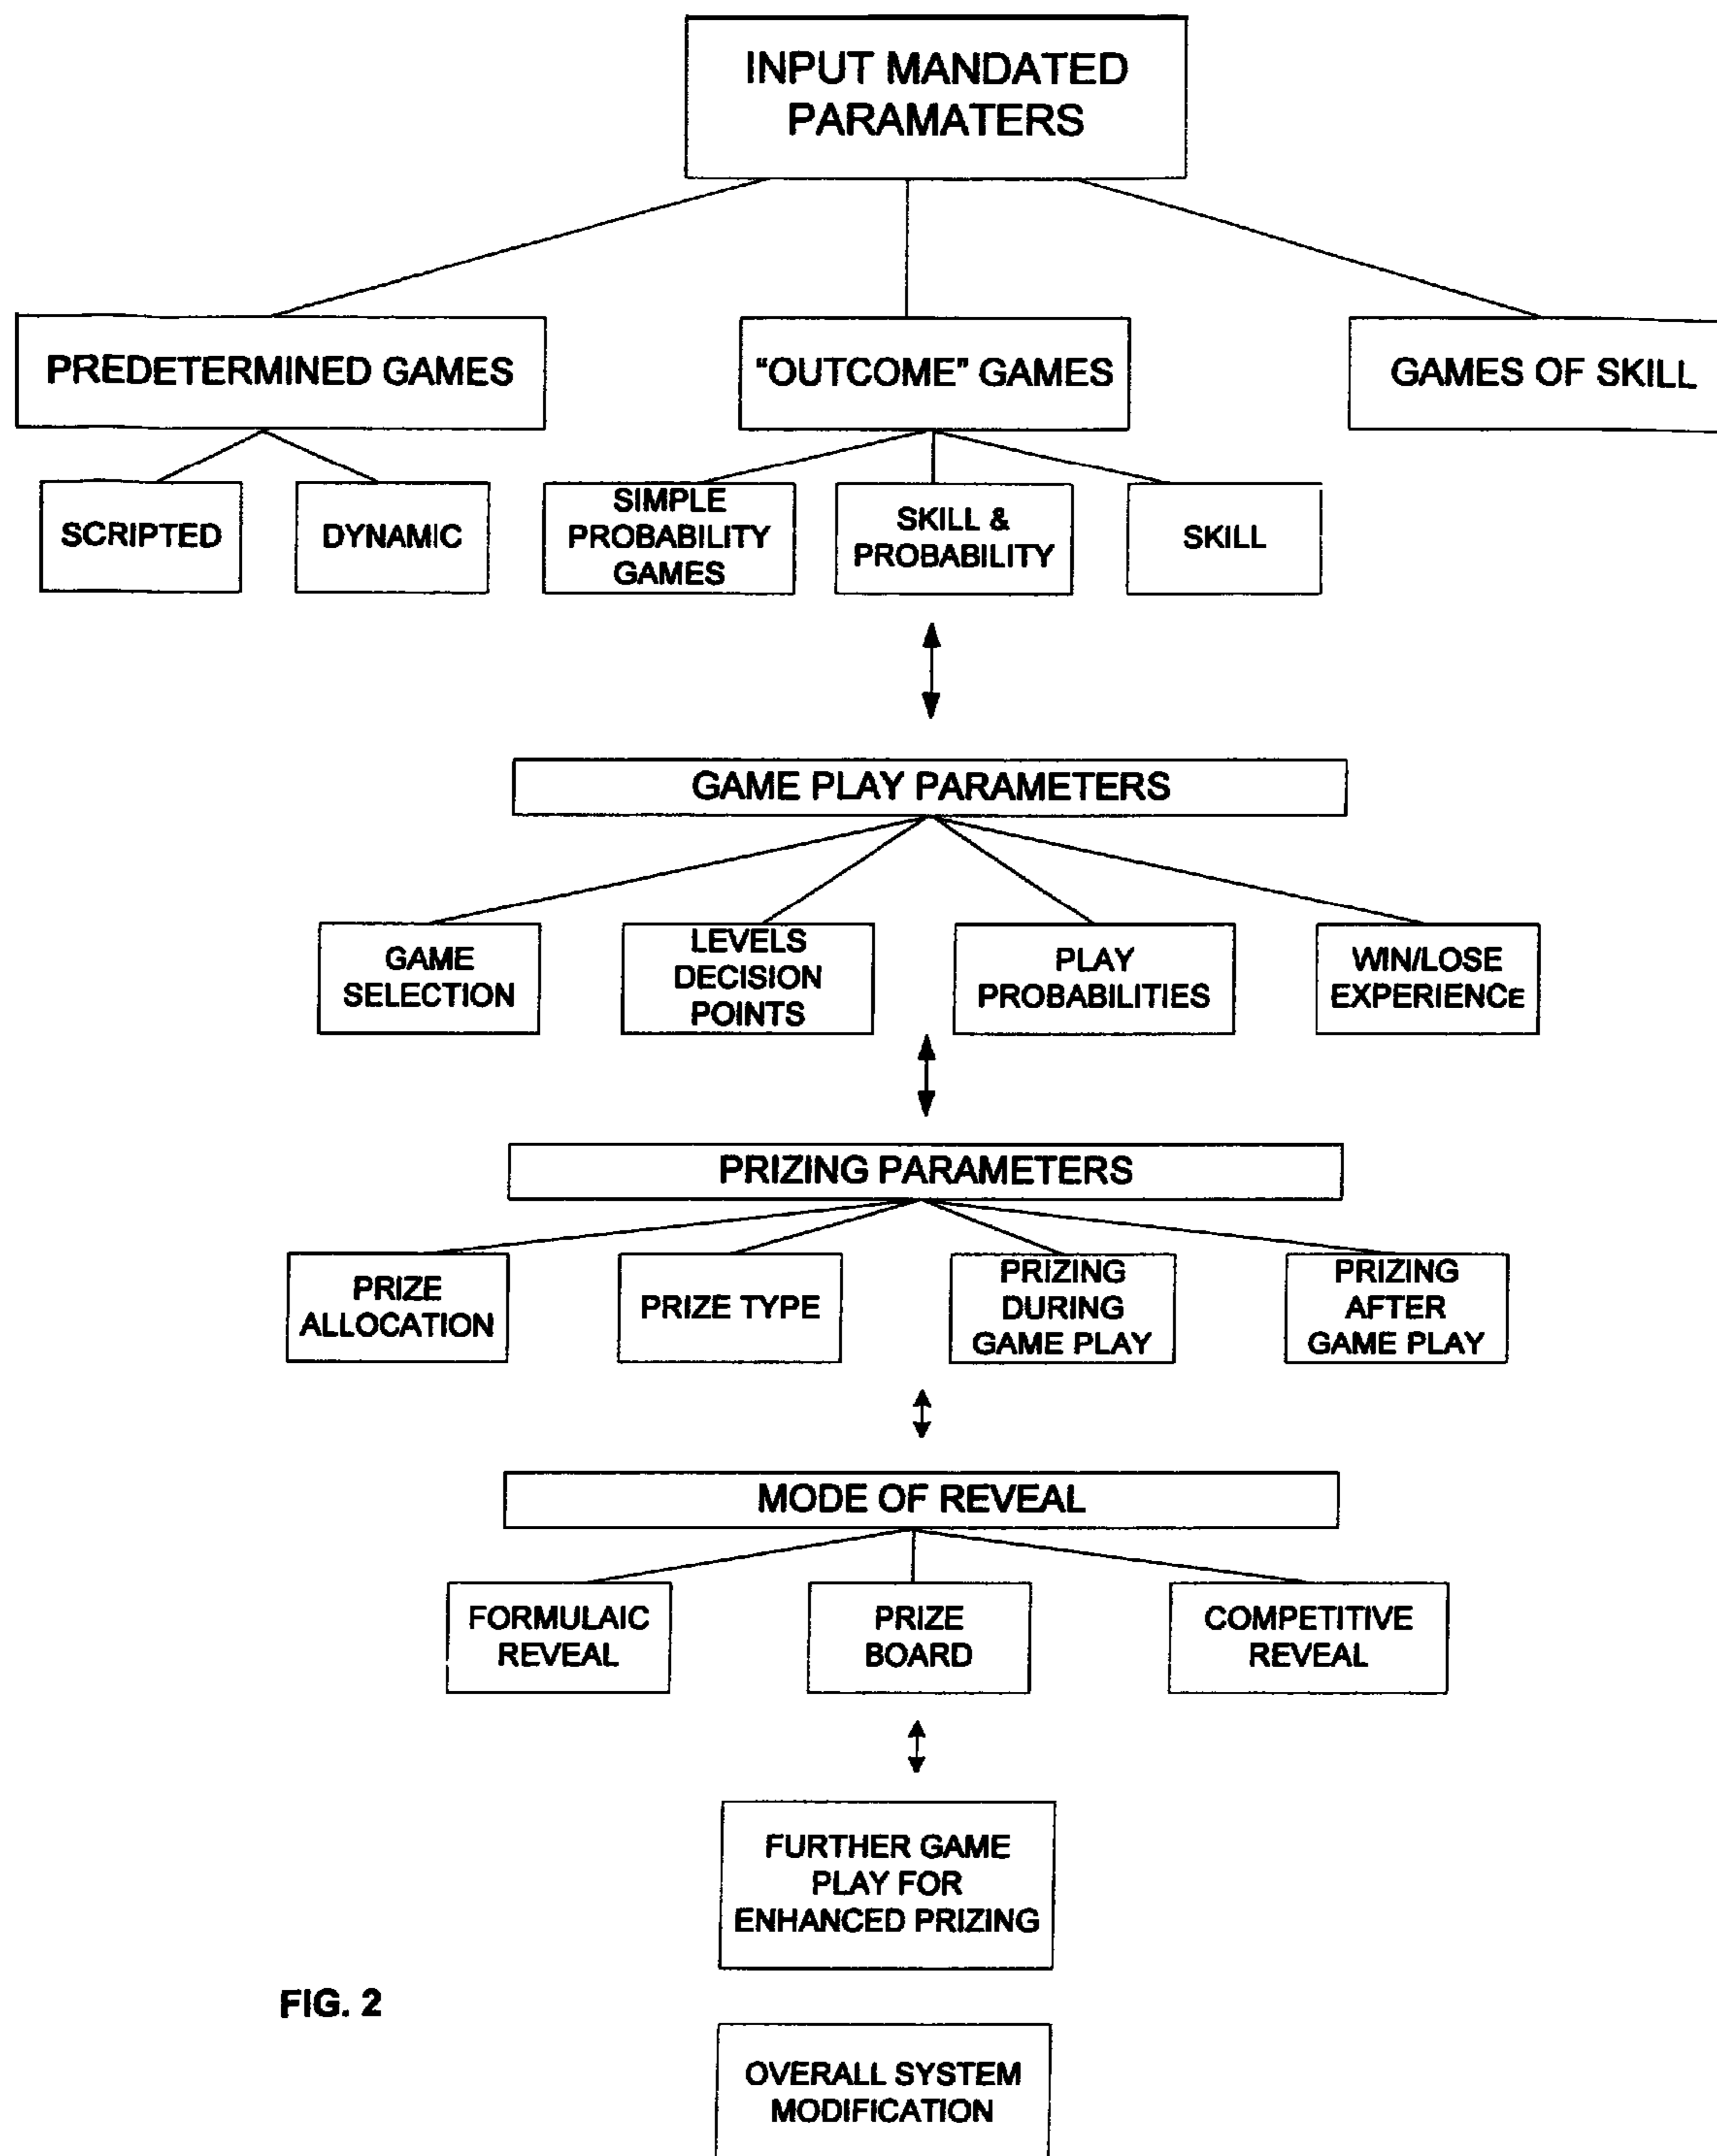 INPUT MANDATED
PARAMATERS
PREDETERMINED GAMES
"OUTCOME" GAMES
GAMES OF SKILL
SCRIPTED
DYNAMIC
SIMPLE
PROBABILITY
GAMES
SKILL &
PROBABILITY
SKILL
GAME PLAY PARAMETERS
GAME
SELECTION
LEVELS
DECISION
POINTS
PLAY
PROBABILITIES
WIN/LOSE
EXPERIENCE
PRIZING PARAMETERS
PRIZE
ALLOCATION
PRIZE TYPE
PRIZING
DURING
GAME PLAY
PRIZING
AFTER
GAME PLAY
MODE OF REVEAL
FORMULAIC
REVEAL
PRIZE
BOARD
COMPETITIVE
REVEAL
FURTHER GAME
PLAY FOR
ENHANCED PRIZING
FIG. 2
OVERALL SYSTEM
MODIFICATION